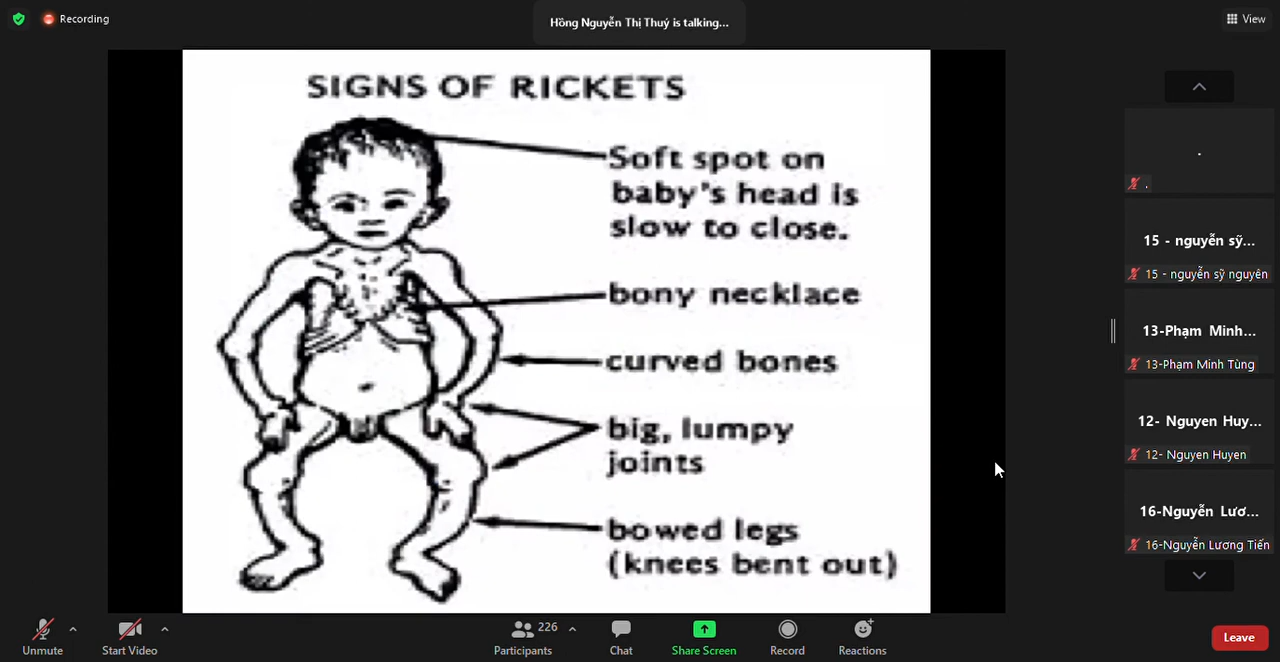 Recording
Hồng Nguyễn Thị Thuý is talking...
View
SIGNS OF RICKETS
Soft spot on
baby's head is
slow to close.
bony necklace
curved bones
big, lumpy
joints
bowed legs
(knees bent out)
.
.
15 - nguyễn sỹ...
15 - nguyễn sỹ nguyên
13-Phạm Minh...
13-Phạm Minh Tùng
12- Nguyen Huy...
12- Nguyen Huyen
16-Nguyễn Lươ...
16-Nguyễn Lương Tiến
Unmute
Start Video
226
Participants
Chat
Share Screen
Record
Reactions
Leave